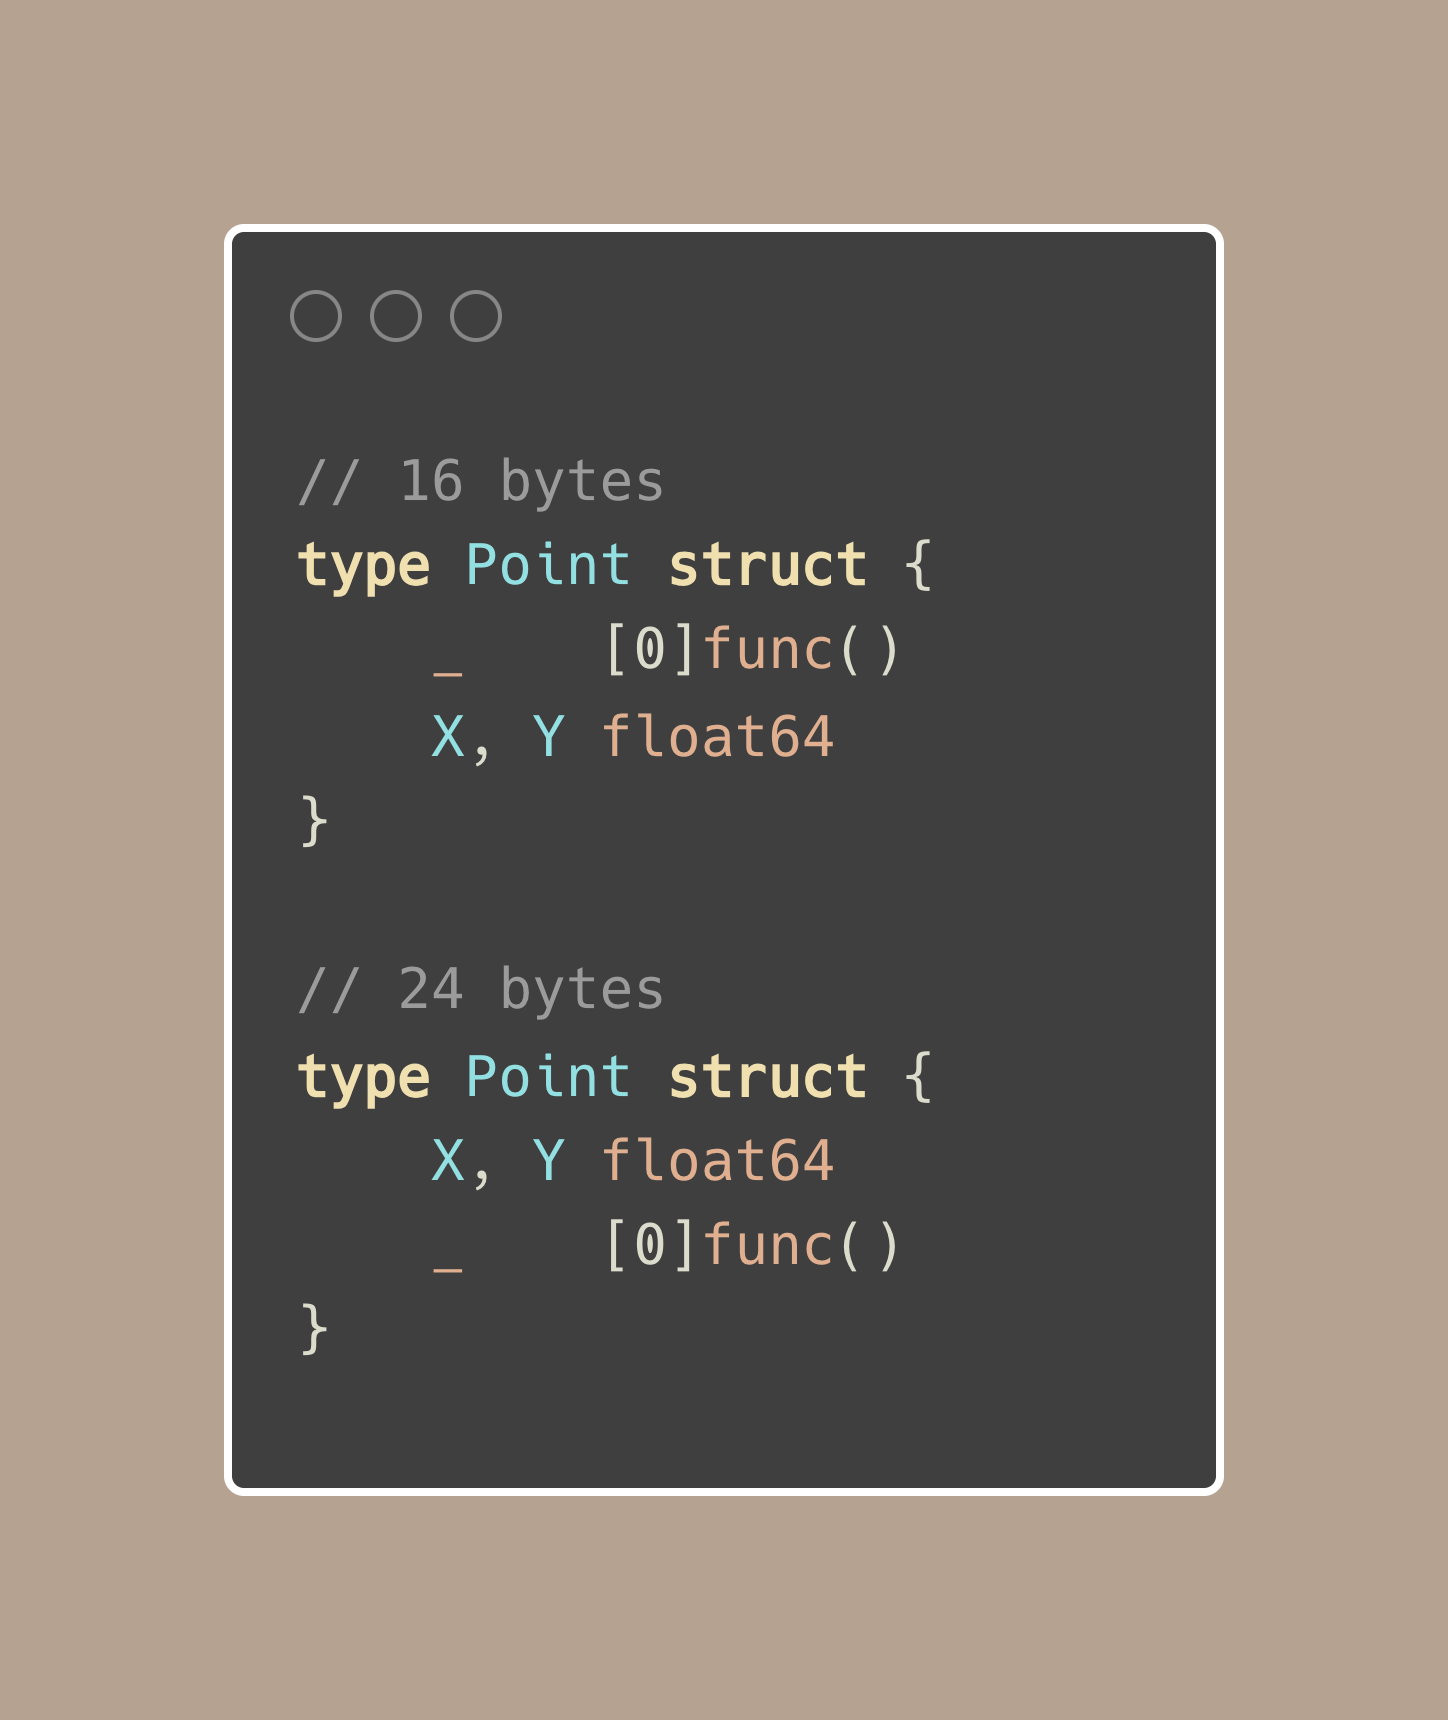 // 16 bytes
type Point struct {
    _    [0]func()
    X, Y float64
}

// 24 bytes
type Point struct {
    X, Y float64
    _    [0]func()
}